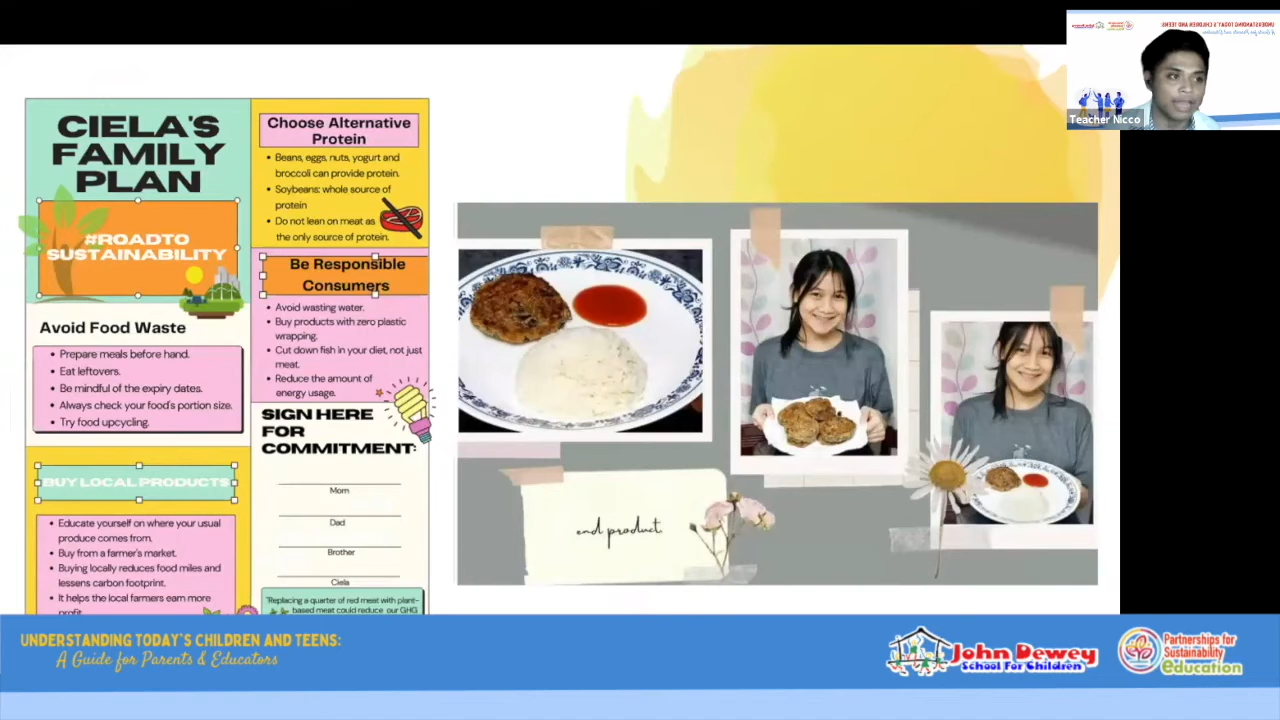 CIELA'S
FAMILY
PLAN
#ROADTO
SUSTAINABILITY
Avoid Food Waste
Prepare meals before hand.
Eat leftovers.
Be mindful of the expiry dates.
Always check your food's portion size.
Try food upcycling.
BUY LOCAL PRODUCTS
Educate yourself on where your usual
produce comes from.
Buy from a farmer's market.
Buying locally reduces food miles and
lessens carbon footprint.
It helps the local farmers earn more
profit.
Choose Alternative
Protein
Beans, eggs, nuts, yogurt and
broccoli can provide protein.
Soybeans: whole source of
protein
Do not lean on meat as
the only source of protein.
Be Responsible
Consumers
Avoid wasting water.
Buy products with zero plastic
wrapping.
Cut down fish in your diet, not just
meat.
Reduce the amount of
energy usage.
SIGN HERE
FOR
COMMITMENT:
Mom
Dad
Brother
Ciela
"Replacing a quarter of red meat with plant-
based meat could reduce our GHG
end product
UNDERSTANDING TODAY'S CHILDREN AND TEENS
Teacher Nicco
UNDERSTANDING TODAY'S CHILDREN AND TEENS:
A Guide for Parents & Educators
John Dewey
School For Children
Partnerships for
Sustainability
education